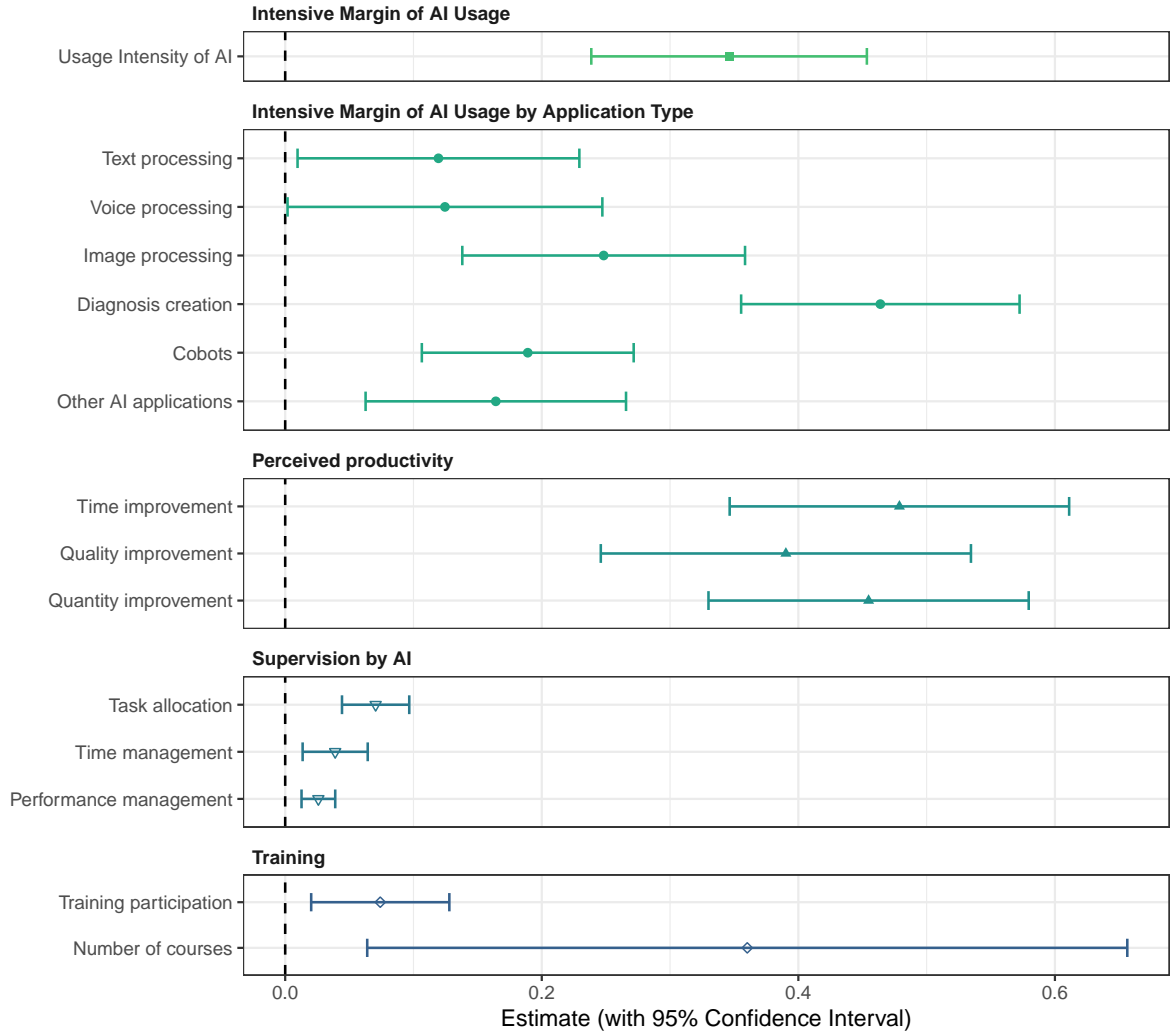 Intensive Margin of AI Usage
Usage Intensity of AI
Intensive Margin of AI Usage by Application Type
Text processing
Voice processing
Image processing
Diagnosis creation
Cobots
Other AI applications
Perceived productivity
Time improvement
Quality improvement
Quantity improvement
Supervision by AI
Task allocation
Time management
Performance management
Training
Training participation
Number of courses
0.0 0.2 0.4 0.6
Estimate (with 95% Confidence Interval)